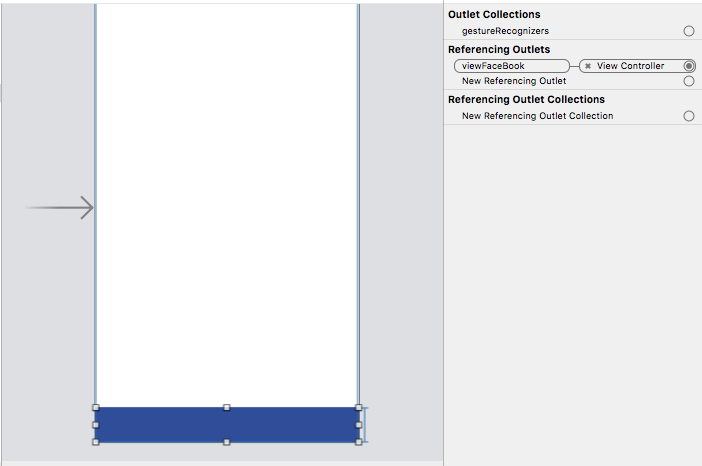 Outlet Collections
gestureRecognizers
Referencing Outlets
viewFaceBook ✖ View Controller
New Referencing Outlet
Referencing Outlet Collections
New Referencing Outlet Collection